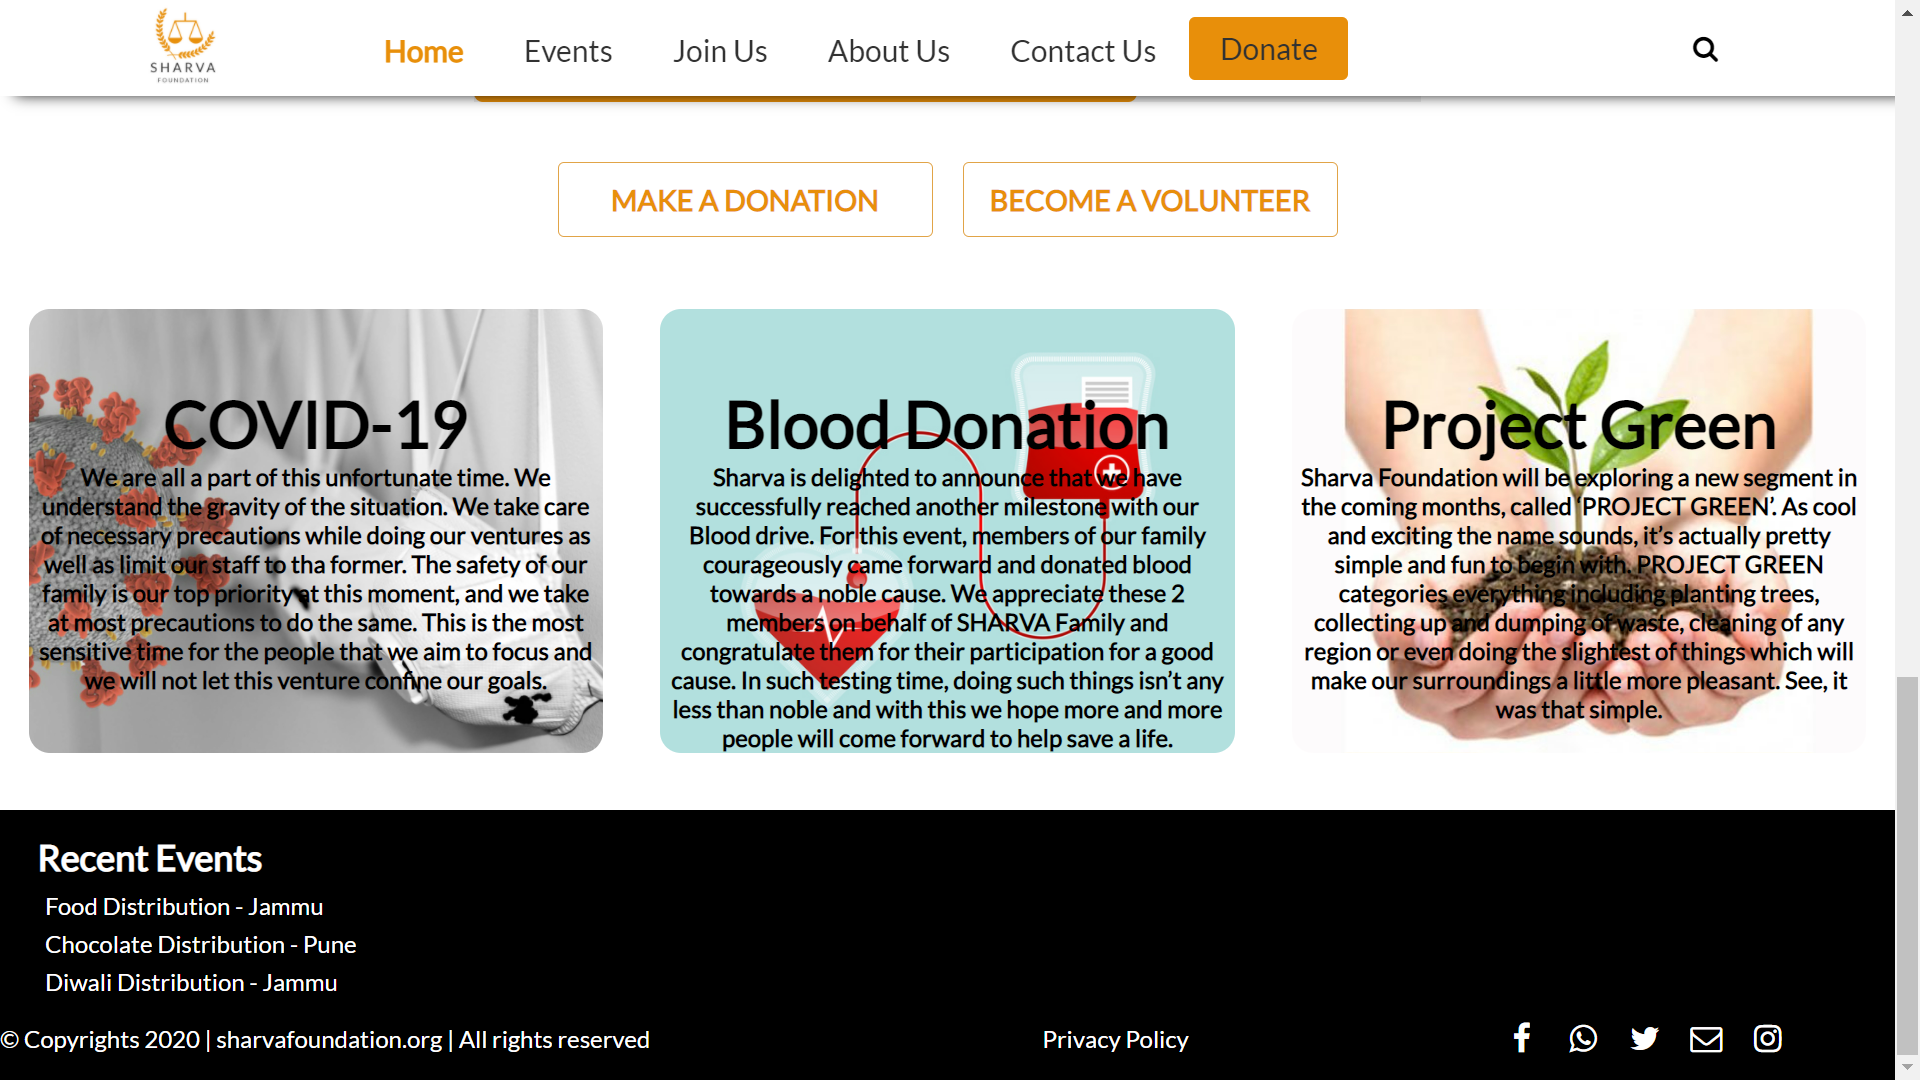 SHARVA
FOUNDATION
Home
Events
Join Us
About Us
Contact Us
Donate
MAKE A DONATION
BECOME A VOLUNTEER
COVID-19
We are all a part of this unfortunate time. We
understand the gravity of the situation. We take care
of necessary precautions while doing our ventures as
well as limit our staff to tha former. The safety of our
family is our top priority at this moment, and we take
at most precautions to do the same. This is the most
sensitive time for the people that we aim to focus and
we will not let this venture confine our goals.
Blood Donation
Sharva is delighted to announce that we have
successfully reached another milestone with our
Blood drive. For this event, members of our family
courageously came forward and donated blood
towards a noble cause. We appreciate these 2
members on behalf of SHARVA Family and
congratulate them for their participation for a good
cause. In such testing time, doing such things isn’t any
less than noble and with this we hope more and more
people will come forward to help save a life.
Project Green
Sharva Foundation will be exploring a new segment in
the coming months, called ‘PROJECT GREEN’. As cool
and exciting the name sounds, it’s actually pretty
simple and fun to begin with. PROJECT GREEN
categories everything including planting trees,
collecting up and dumping of waste, cleaning of any
region or even doing the slightest of things which will
make our surroundings a little more pleasant. See, it
was that simple.
Recent Events
Food Distribution - Jammu
Chocolate Distribution - Pune
Diwali Distribution - Jammu
© Copyrights 2020 | sharvafoundation.org | All rights reserved
Privacy Policy